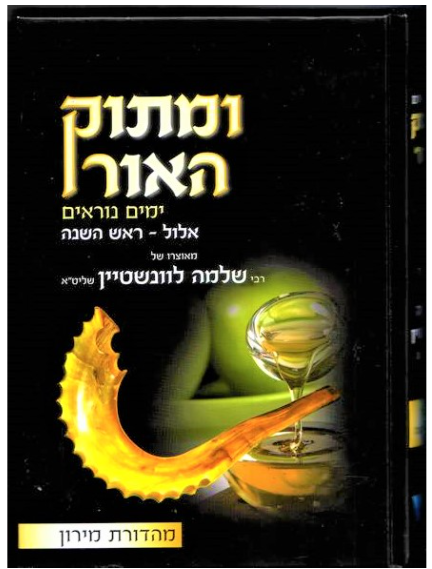 ומתוק
האור
ימים נוראים
אלול - ראש השנה
מאוצרו של
רבי שלמה לוונשטיין שליט"א
מהדורת מירון